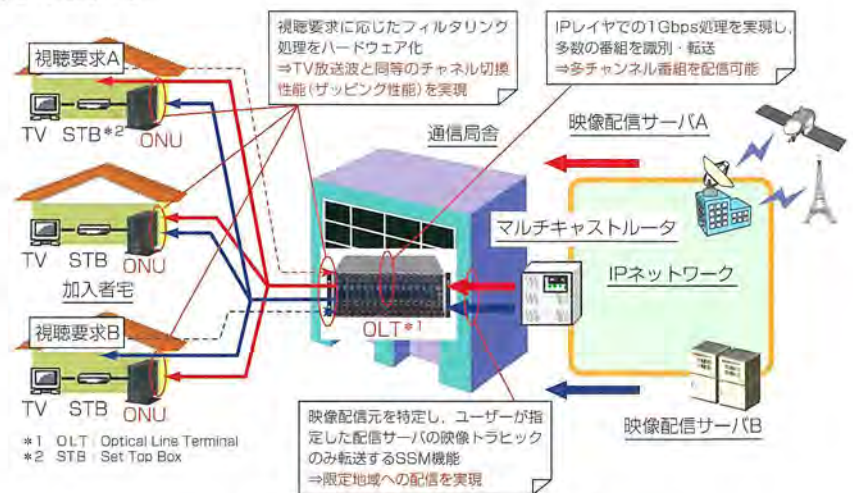 視聴要求に応じたフィルタリング
処理をハードウェア化
⇒TV放送波と同等のチャネル切換
性能(ザッピング性能)を実現
IPレイヤでの1Gbps処理を実現し,
多数の番組を識別・転送
⇒多チャンネル番組を配信可能
視聴要求A
TV STB*2 ONU
通信局舎
映像配信サーバA
マルチキャストルータ
IPネットワーク
TV STB ONU
加入者宅
OLT*1
視聴要求B
TV STB ONU
映像配信サーバB
映像配信元を特定し,ユーザーが指
定した配信サーバの映像トラヒック
のみ転送するSSM機能
⇒限定地域への配信を実現
*1 OLT:Optical Line Terminal
*2 STB:Set Top Box